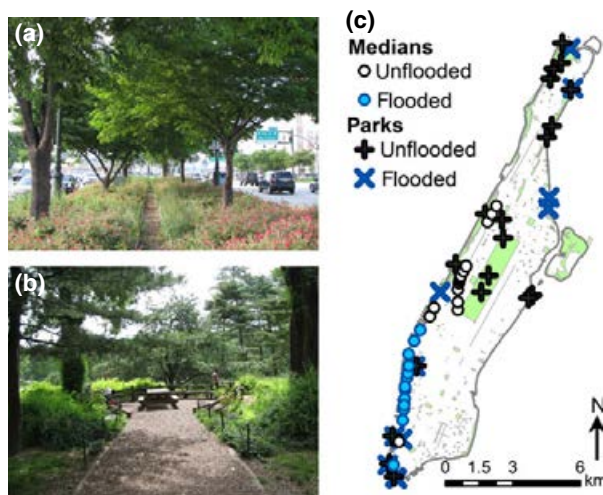 (a)
(b)
(c)
Medians
Unflooded
Flooded
Parks
Unflooded
Flooded
N
0 1.5 3 6
km